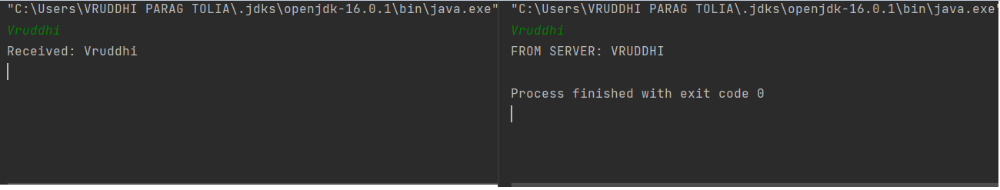 "C:\Users\VRUDDHI PARAG TOLIA\.jdks\openjdk-16.0.1\bin\java.exe"
Vruddhi
Received: Vruddhi
"C:\Users\VRUDDHI PARAG TOLIA\.jdks\openjdk-16.0.1\bin\java.exe"
Vruddhi
FROM SERVER: VRUDDHI
Process finished with exit code 0